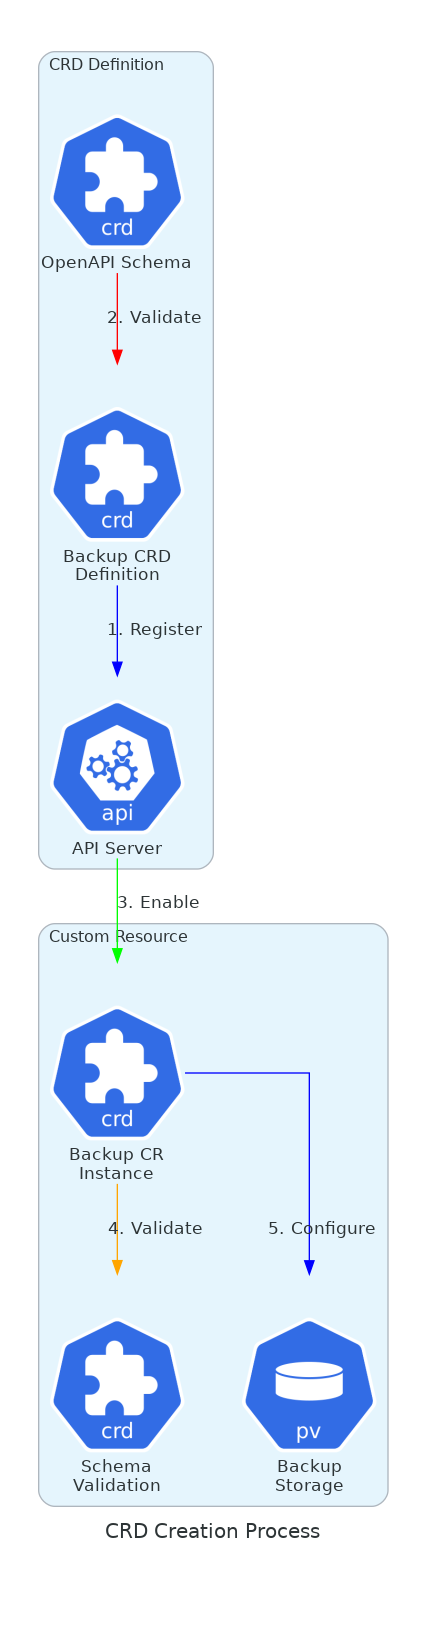 CRD Definition
crd
OpenAPI Schema
2. Validate
crd
Backup CRD
Definition
1. Register
api
API Server
3. Enable
Custom Resource
crd
Backup CR
Instance
4. Validate
5. Configure
crd
Schema
Validation
pv
Backup
Storage
CRD Creation Process